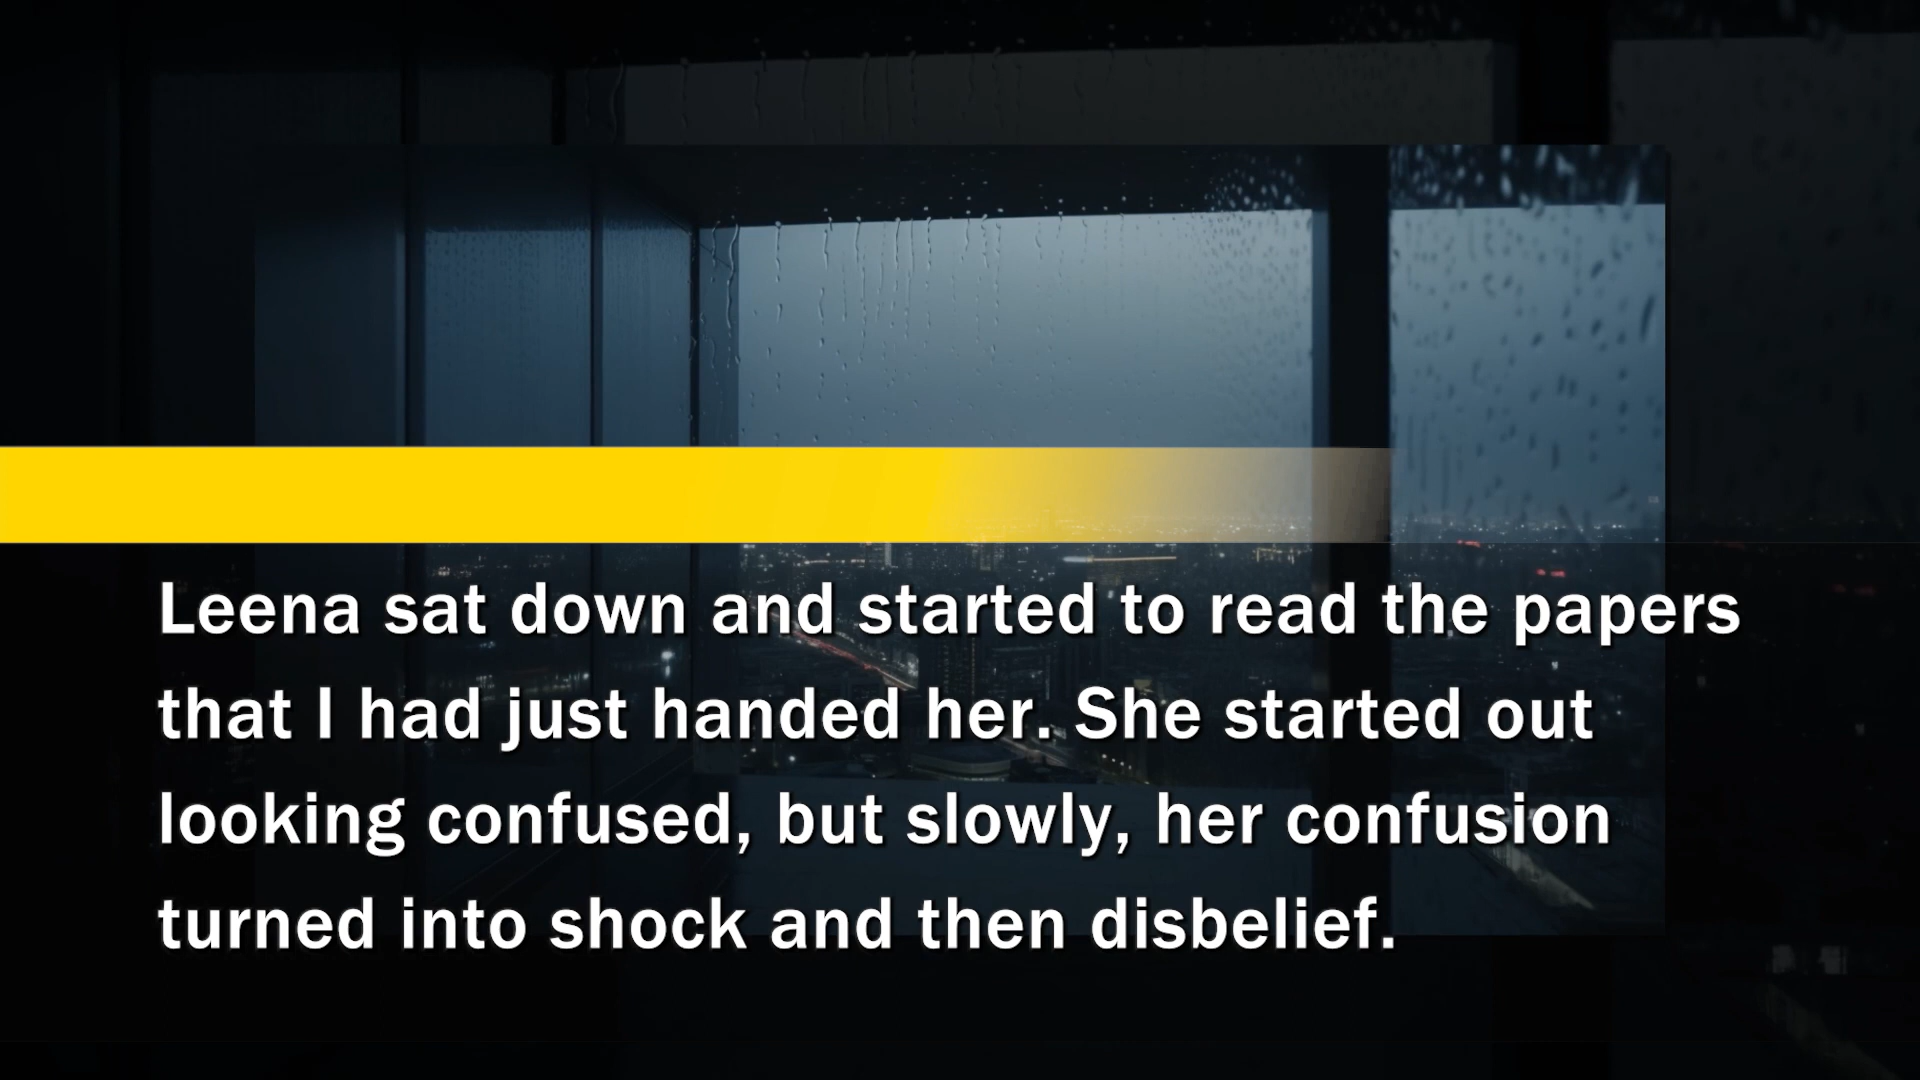 Leena sat down and started to read the papers
that I had just handed her. She started out
looking confused, but slowly, her confusion
turned into shock and then disbelief.